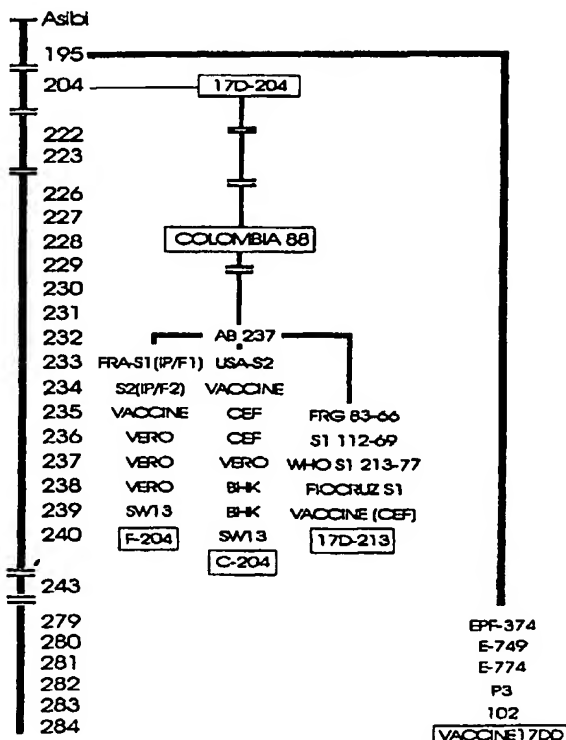 Asibi
195
204 17D-204
222
223
226
227
228 COLOMBIA 88
229
230
231
232 AB 237
233 FRA-S1(IP/F1) USA-S2
234 S2(IP/F2) VACCINE
235 VACCINE CEF FRG 83-66
236 VERO CEF S1 112-69
237 VERO VERO WHO S1 213-77
238 VERO BHK FIOCRUZ S1
239 SW13 BHK VACCINE (CEF)
240 F-204 SW13 17D-213
C-204
243
279 EPF-374
280 E-749
281 E-774
282 P3
283 102
284 VACCINE17DD